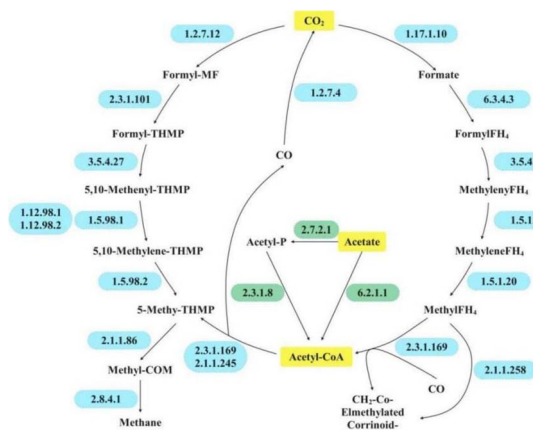 CO₂
1.2.7.12
1.17.1.10
Formyl-MF
Formate
2.3.1.101
1.2.7.4
6.3.4.3
Formyl-THMP
FormylFH₄
CO
3.5.4.27
3.5.4
5,10-Methenyl-THMP
MethylenyFH₄
1.12.98.1
1.12.98.2
1.5.98.1
1.5.1
2.7.2.1
Acetyl-P
Acetate
5,10-Methylene-THMP
MethyleneFH₄
1.5.98.2
2.3.1.8
6.2.1.1
1.5.1.20
5-Methy-THMP
MethylFH₄
2.1.1.86
2.3.1.169
2.1.1.245
Acetyl-CoA
2.3.1.169
Methyl-COM
CO
2.1.1.258
2.8.4.1
CH₂-Co-
Elmethylated
Corrinoid-
Methane